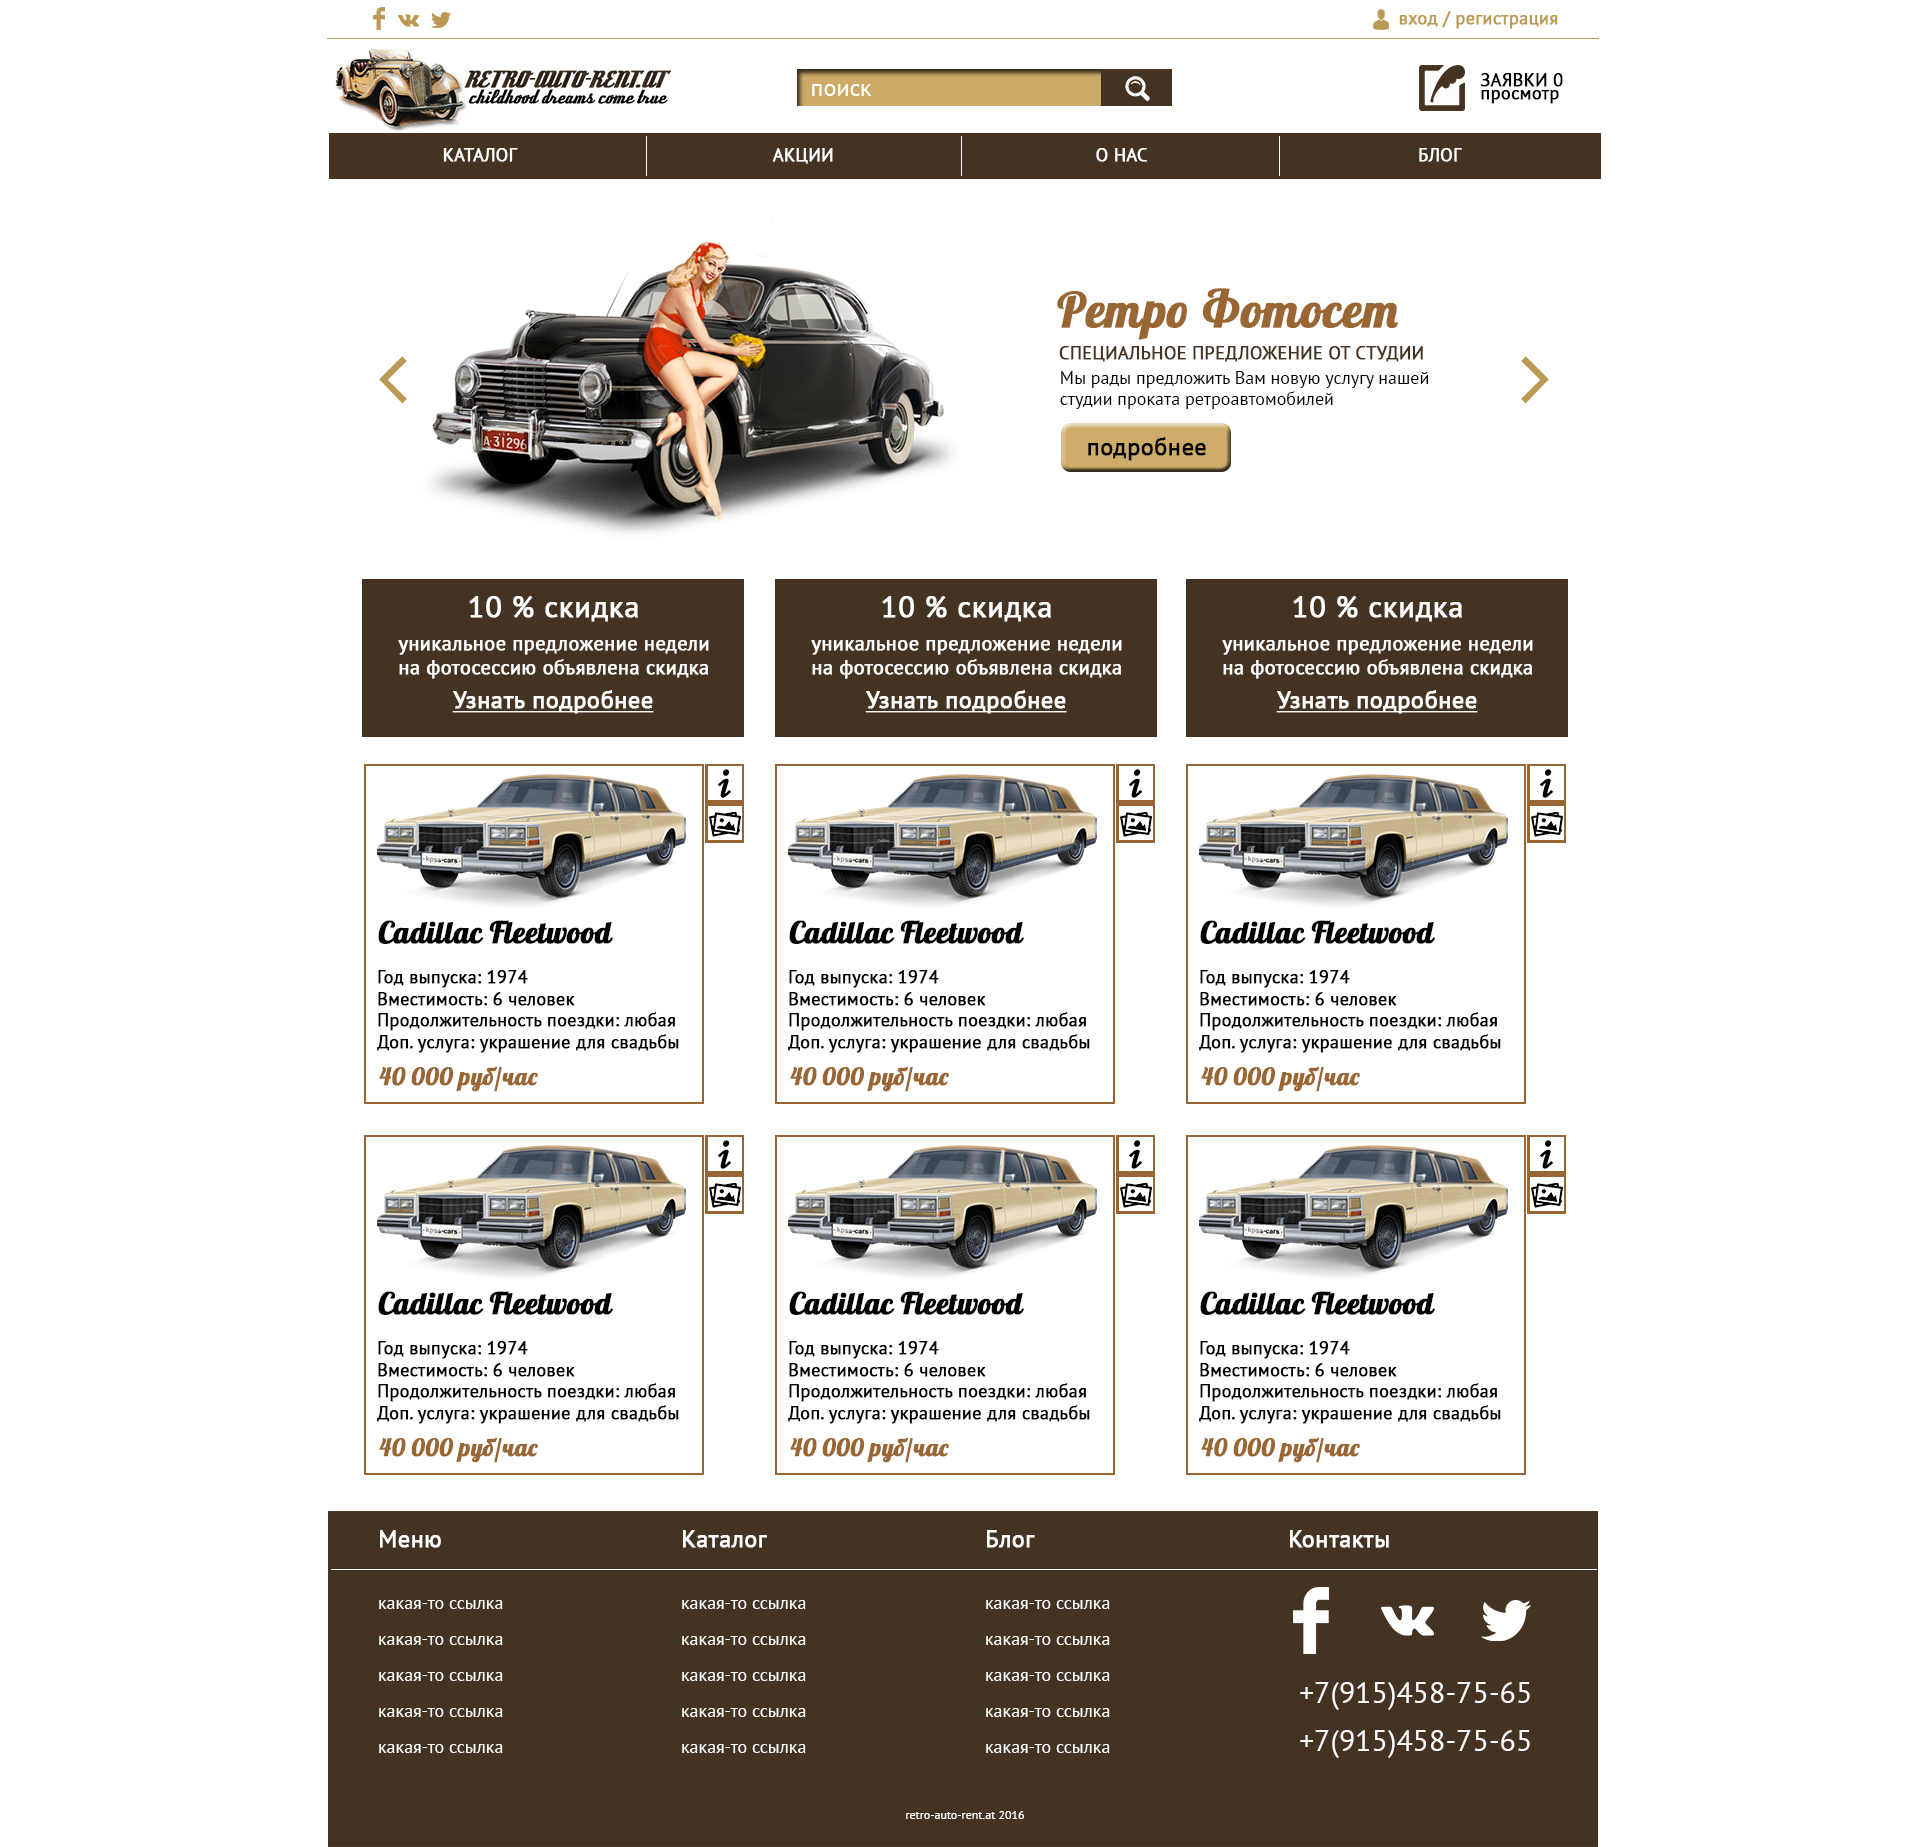 вход / регистрация
RETRO-AUTO-RENT.AT
childhood dreams come true
ПОИСК
ЗАЯВКИ 0
просмотр
КАТАЛОГ
АКЦИИ
О НАС
БЛОГ
Ретро Фотосет
СПЕЦИАЛЬНОЕ ПРЕДЛОЖЕНИЕ ОТ СТУДИИ
Мы рады предложить Вам новую услугу нашей
студии проката ретроавтомобилей
подробнее
A-31296
10 % скидка
уникальное предложение недели
на фотосессию объявлена скидка
Узнать подробнее
10 % скидка
уникальное предложение недели
на фотосессию объявлена скидка
Узнать подробнее
10 % скидка
уникальное предложение недели
на фотосессию объявлена скидка
Узнать подробнее
kpss-cars
Cadillac Fleetwood
Год выпуска: 1974
Вместимость: 6 человек
Продолжительность поездки: любая
Доп. услуга: украшение для свадьбы
40 000 руб/час
kpss-cars
Cadillac Fleetwood
Год выпуска: 1974
Вместимость: 6 человек
Продолжительность поездки: любая
Доп. услуга: украшение для свадьбы
40 000 руб/час
kpss-cars
Cadillac Fleetwood
Год выпуска: 1974
Вместимость: 6 человек
Продолжительность поездки: любая
Доп. услуга: украшение для свадьбы
40 000 руб/час
kpss-cars
Cadillac Fleetwood
Год выпуска: 1974
Вместимость: 6 человек
Продолжительность поездки: любая
Доп. услуга: украшение для свадьбы
40 000 руб/час
kpss-cars
Cadillac Fleetwood
Год выпуска: 1974
Вместимость: 6 человек
Продолжительность поездки: любая
Доп. услуга: украшение для свадьбы
40 000 руб/час
kpss-cars
Cadillac Fleetwood
Год выпуска: 1974
Вместимость: 6 человек
Продолжительность поездки: любая
Доп. услуга: украшение для свадьбы
40 000 руб/час
Меню
какая-то ссылка
какая-то ссылка
какая-то ссылка
какая-то ссылка
какая-то ссылка
Каталог
какая-то ссылка
какая-то ссылка
какая-то ссылка
какая-то ссылка
какая-то ссылка
Блог
какая-то ссылка
какая-то ссылка
какая-то ссылка
какая-то ссылка
какая-то ссылка
Контакты
+7(915)458-75-65
+7(915)458-75-65
retro-auto-rent.at 2016